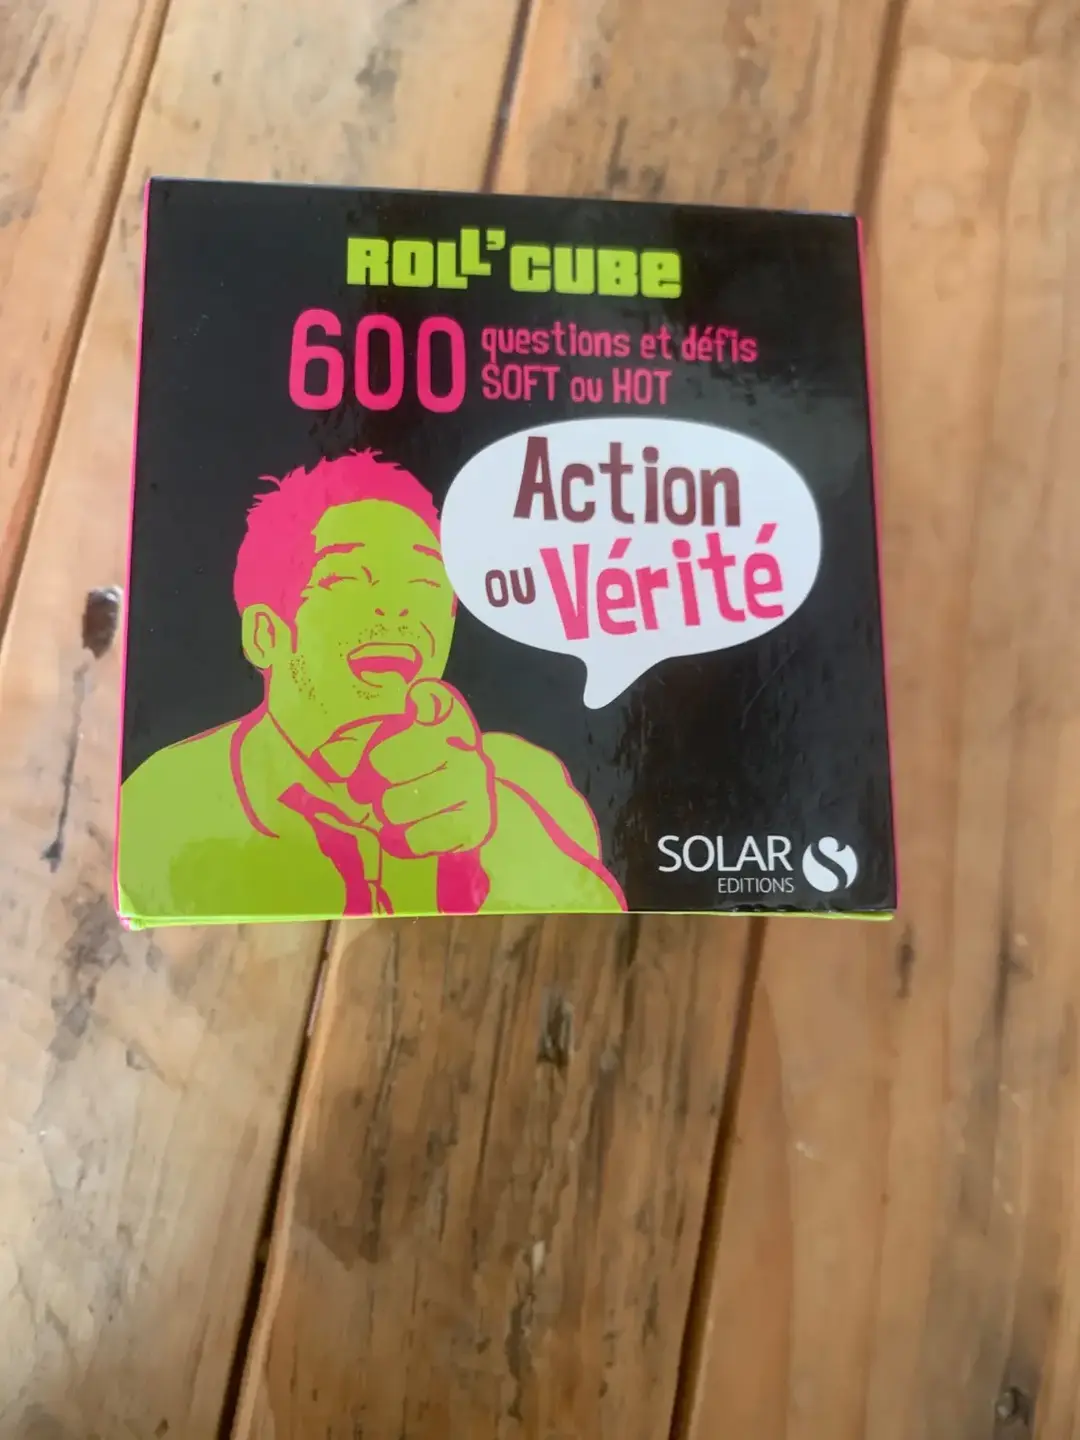 ROLL'CUBE
600 questions et défis
SOFT ou HOT
Action
ou Vérité
SOLAR
EDITIONS